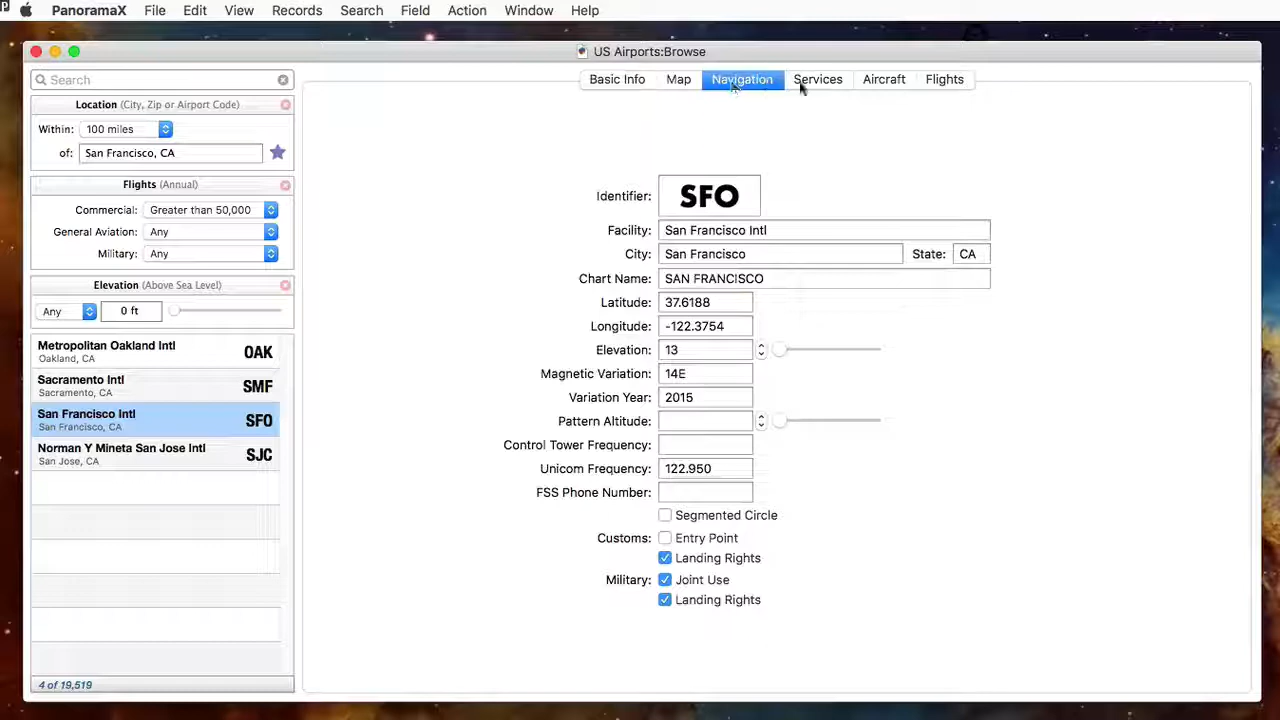 PanoramaX File Edit View Records Search Field Action Window Help
US Airports:Browse
Search
Location (City, Zip or Airport Code)
Within: 100 miles
of: San Francisco, CA
Flights (Annual)
Commercial: Greater than 50,000
General Aviation: Any
Military: Any
Elevation (Above Sea Level)
Any 0 ft
Metropolitan Oakland Intl
Oakland, CA
OAK
Sacramento Intl
Sacramento, CA
SMF
San Francisco Intl
San Francisco, CA
SFO
Norman Y Mineta San Jose Intl
San Jose, CA
SJC
4 of 19,519
Basic Info Map Navigation Services Aircraft Flights
Identifier: SFO
Facility: San Francisco Intl
City: San Francisco State: CA
Chart Name: SAN FRANCISCO
Latitude: 37.6188
Longitude: -122.3754
Elevation: 13
Magnetic Variation: 14E
Variation Year: 2015
Pattern Altitude:
Control Tower Frequency:
Unicom Frequency: 122.950
FSS Phone Number:
Segmented Circle
Customs: Entry Point
Landing Rights
Military: Joint Use
Landing Rights